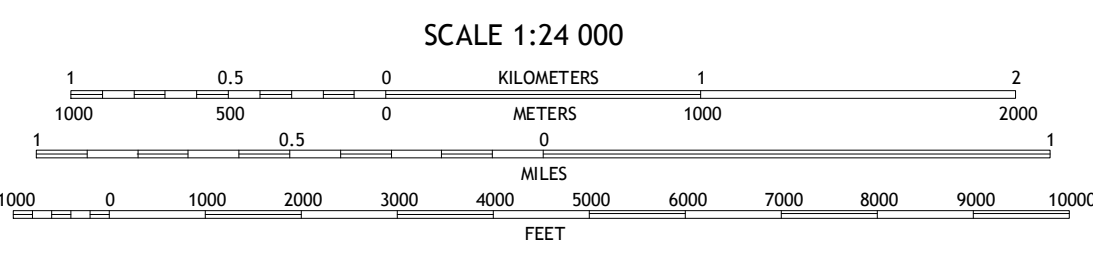 SCALE 1:24 000
1 0.5 0 KILOMETERS 1 2
1000 500 0 METERS 1000 2000
1 0.5 0 1
MILES
1000 0 1000 2000 3000 4000 5000 6000 7000 8000 9000 10000
FEET